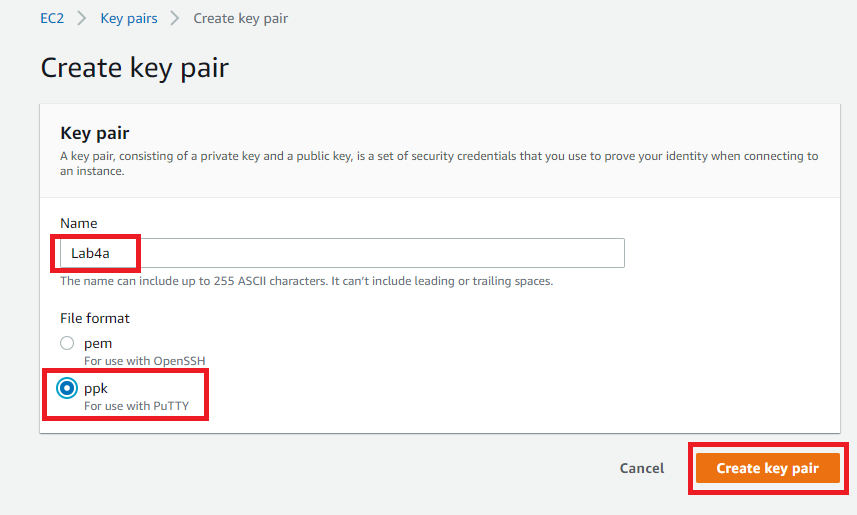 EC2 > Key pairs > Create key pair
Create key pair
Key pair
A key pair, consisting of a private key and a public key, is a set of security credentials that you use to prove your identity when connecting to
an instance.
Name
Lab4a
The name can include up to 255 ASCII characters. It can't include leading or trailing spaces.
File format
pem
For use with OpenSSH
ppk
For use with PuTTY
Cancel Create key pair